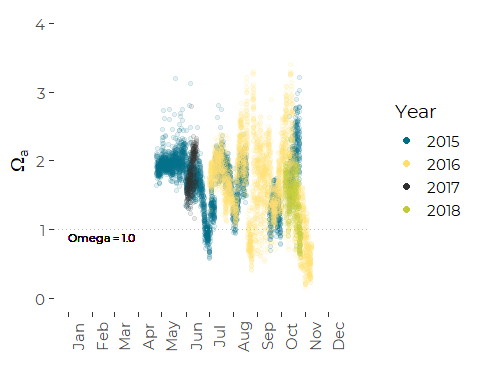 4
3
2
1
0
Ωa
Omega = 1.0
Jan
Feb
Mar
Apr
May
Jun
Jul
Aug
Sep
Oct
Nov
Dec
Year
2015
2016
2017
2018